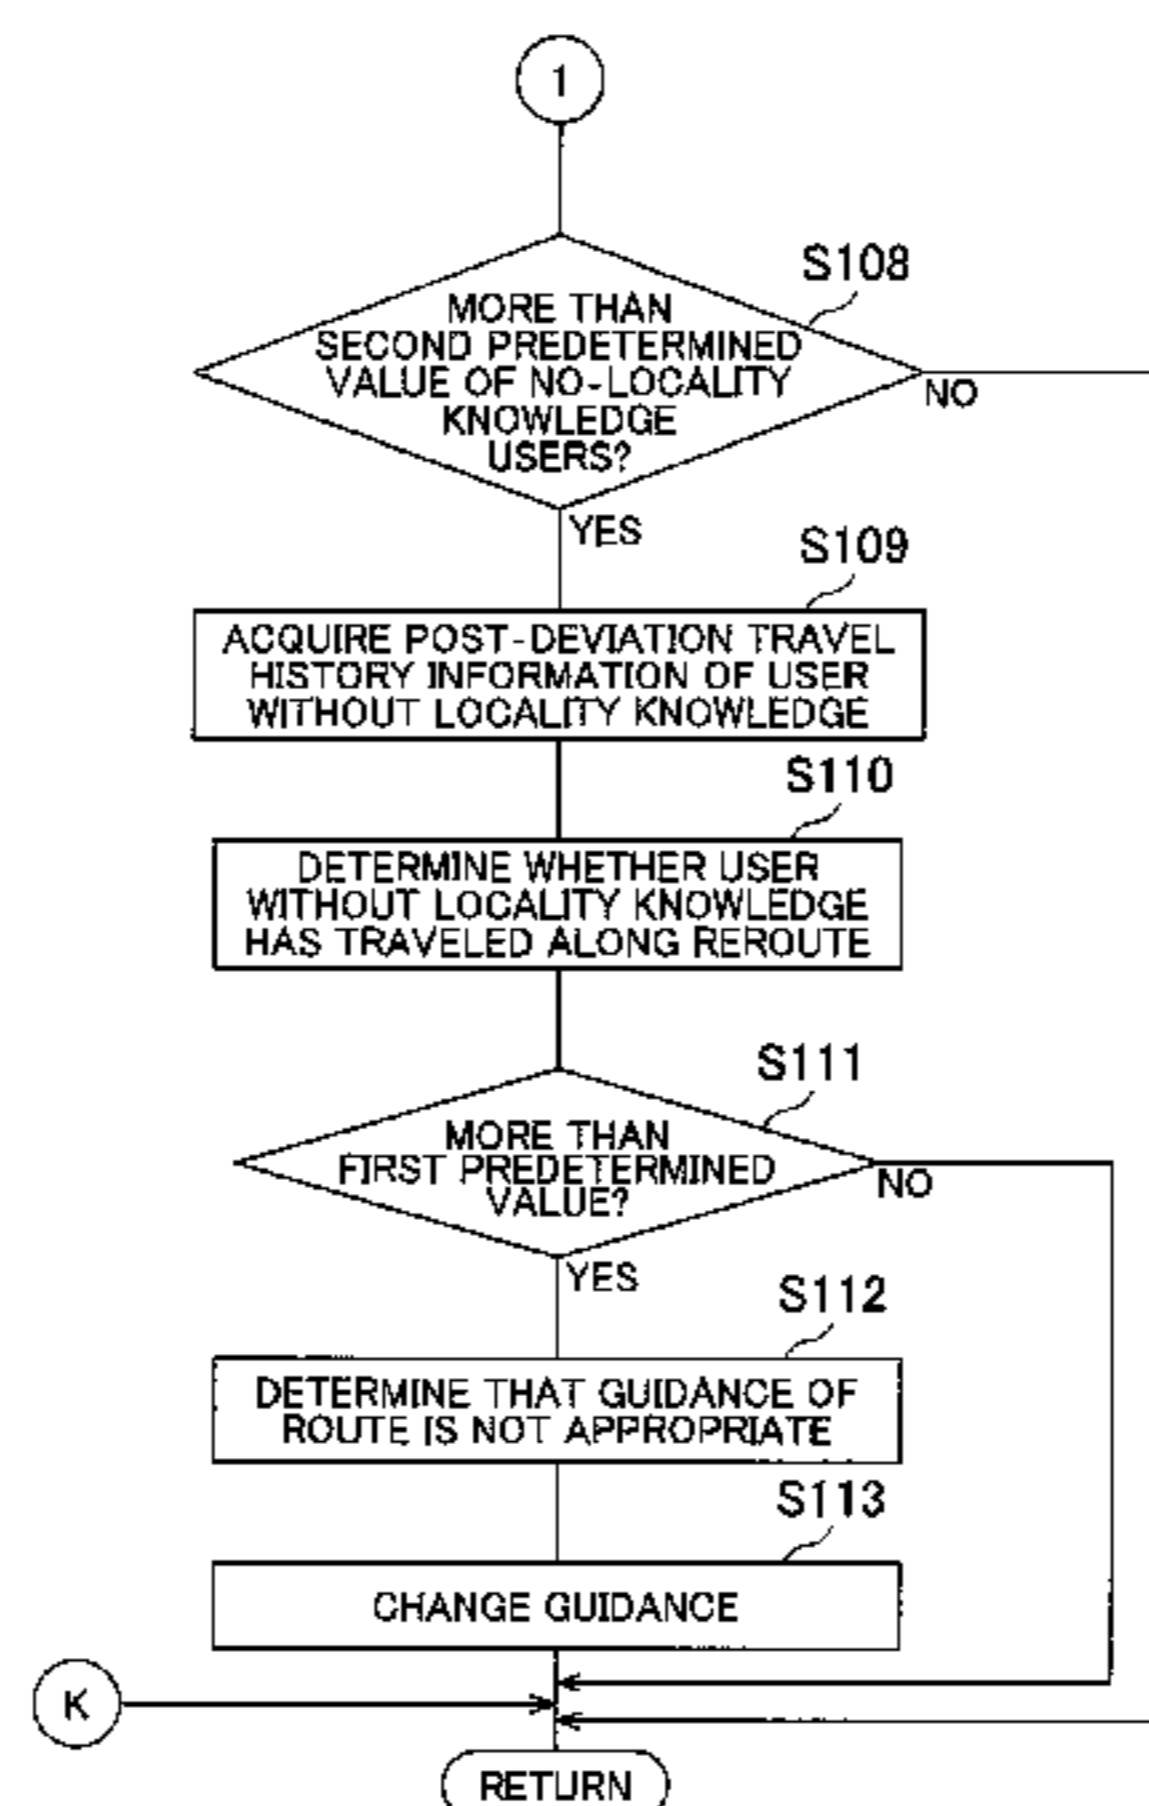 1
S108
MORE THAN
SECOND PREDETERMINED
VALUE OF NO-LOCALITY
KNOWLEDGE
USERS?
NO
YES
S109
ACQUIRE POST-DEVIATION TRAVEL
HISTORY INFORMATION OF USER
WITHOUT LOCALITY KNOWLEDGE
S110
DETERMINE WHETHER USER
WITHOUT LOCALITY KNOWLEDGE
HAS TRAVELED ALONG REROUTE
S111
MORE THAN
FIRST PREDETERMINED
VALUE?
NO
YES
S112
DETERMINE THAT GUIDANCE OF
ROUTE IS NOT APPROPRIATE
S113
CHANGE GUIDANCE
K
RETURN